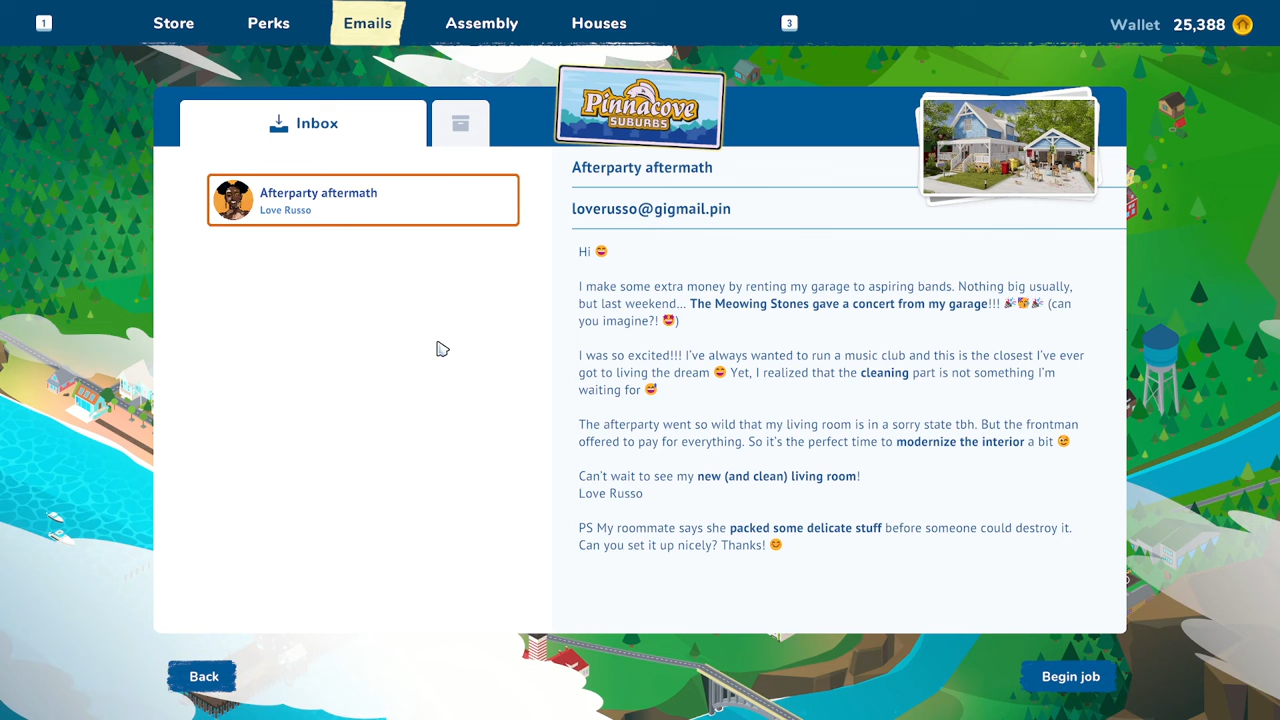 1
Store
Perks
Emails
Assembly
Houses
3
Wallet 25,388
Inbox
Pinnacove
SUBURBS
Afterparty aftermath
Love Russo
Afterparty aftermath
loverusso@gigmail.pin
Hi 😄
I make some extra money by renting my garage to aspiring bands. Nothing big usually,
but last weekend... The Meowing Stones gave a concert from my garage!!! 🎉🥳🎉 (can
you imagine?! 🤩)
I was so excited!!! I've always wanted to run a music club and this is the closest I've ever
got to living the dream 😄 Yet, I realized that the cleaning part is not something I'm
waiting for 😅
The afterparty went so wild that my living room is in a sorry state tbh. But the frontman
offered to pay for everything. So it's the perfect time to modernize the interior a bit 😉
Can't wait to see my new (and clean) living room!
Love Russo
PS My roommate says she packed some delicate stuff before someone could destroy it.
Can you set it up nicely? Thanks! 😊
Back
Begin job